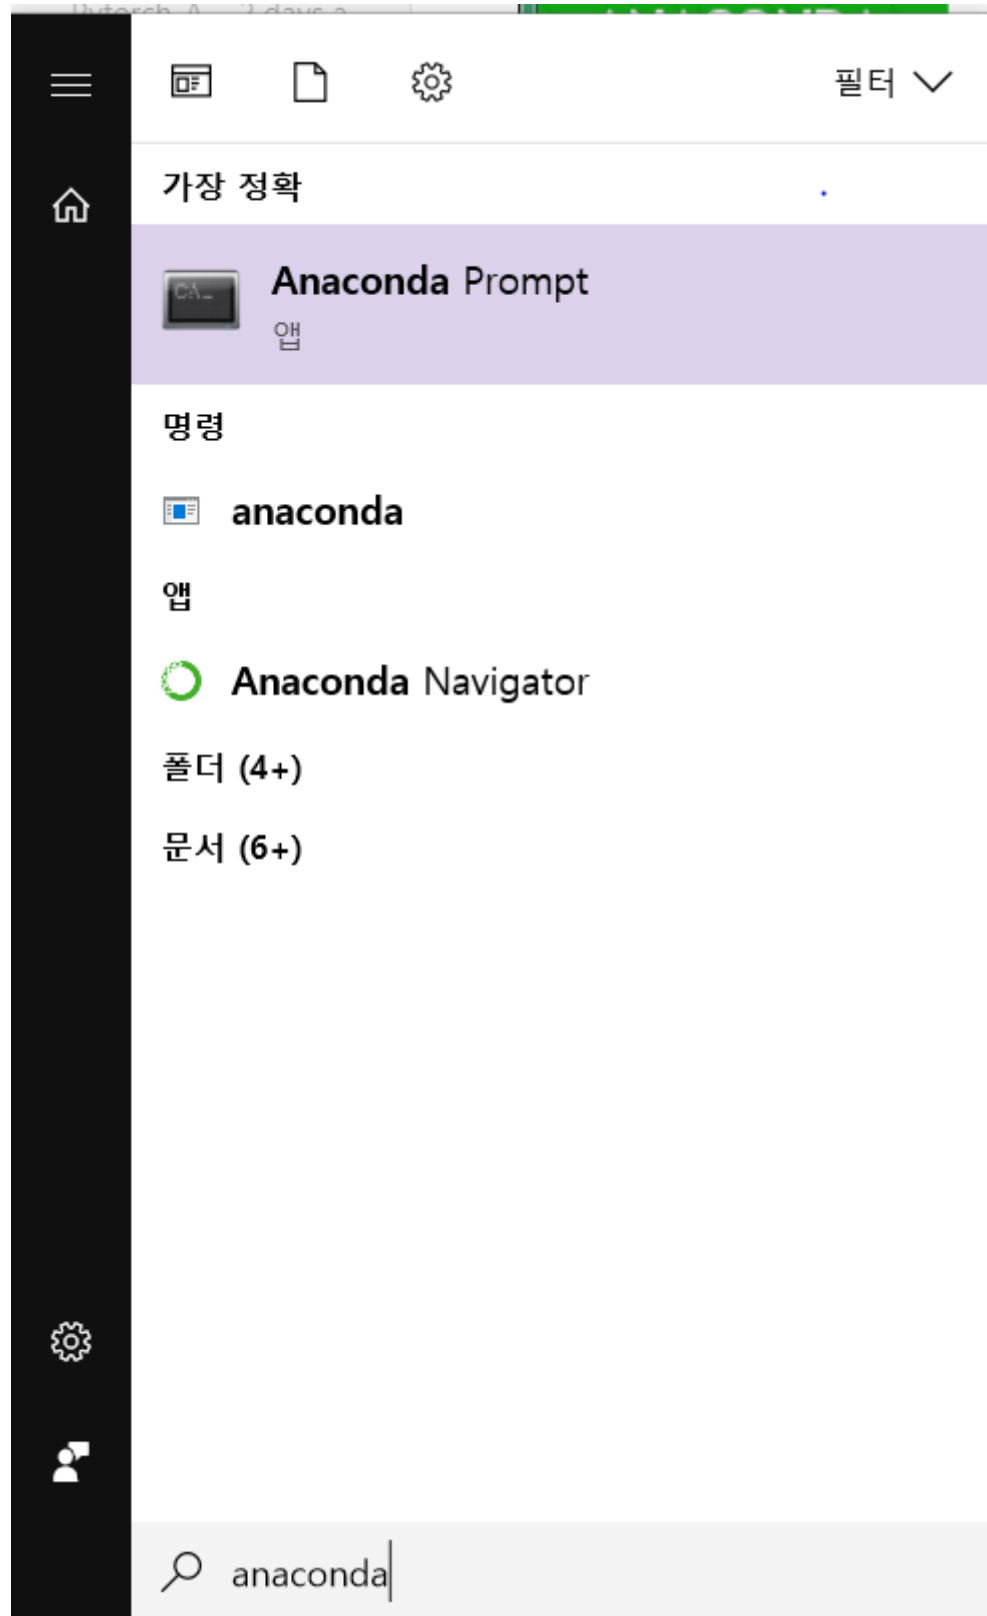 필터
가장 정확
Anaconda Prompt
앱
명령
anaconda
앱
Anaconda Navigator
폴더 (4+)
문서 (6+)
anaconda